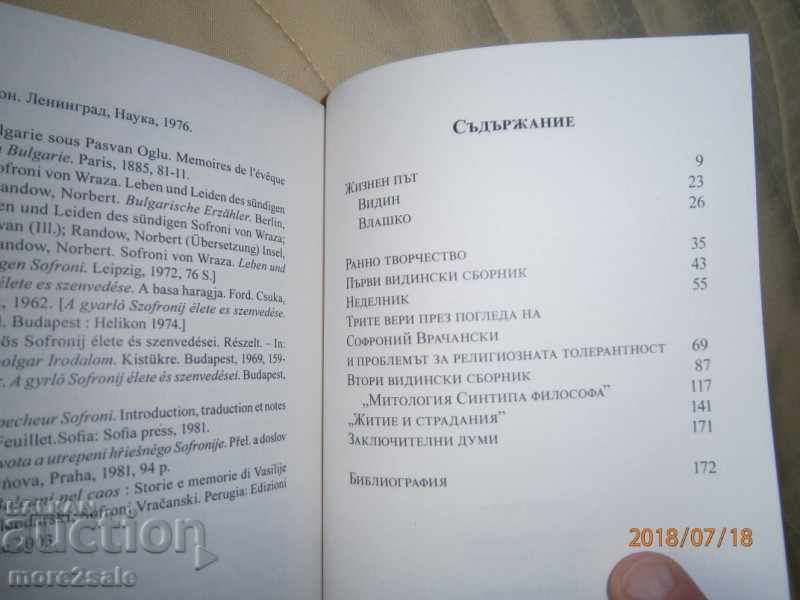 он. Ленинград, Наука, 1976.
lgarie sous Pasvan Oglu. Memoires de l'évêque
Bulgarie. Paris, 1885, 81-11.
ofroni von Wraza. Leben und Leiden des sündigen
andow, Norbert. Bulgarische Erzähler. Berlin,
en und Leiden des sündigen Sofroni von Wraza;
van (Ill.); Randow, Norbert (Übersetzung) Insel,
andow, Norbert. Sofroni von Wraza. Leben und
gen Sofroni. Leipzig, 1972, 76 S.]
élete es szenvedése. A basa haragja. Ford. Csuka,
, 1962. [A gyarló Szofronij élete es szenvedése.
. Budapest : Helikon 1974.]
ös Sofronij élete és szenvedései. Részelt. – In:
olgar Irodalom. Kistükre. Budapest, 1969, 159-
. A gyrló Sofronij élete és szenvedései. Budapest,
pecheur Sofroni. Introduction, traduction et notes
Feuillet.Sofia: Sofia press, 1981.
vota a utrepeni hřiešnégo Sofronije. Přel. a doslov
ňova, Praha, 1981, 94 p.
nel caos : Storie e memorie di Vasilije
Sofroni Vračanski. Perugia: Edizioni
Съдържание
Жизнен път 9
Видин 23
Влашко 26
Ранно творчество 35
Първи видински сборник 43
Неделник 55
Трите вери през погледа на
Софроний Врачански
и проблемът за религиозната толерантност 69
Втори видински сборник 87
„Митология Синтипа философа” 117
„Житие и страдания” 141
Заключителни думи 171
Библиография 172
2018/07/18
БАЛКАН
auction
more2sale